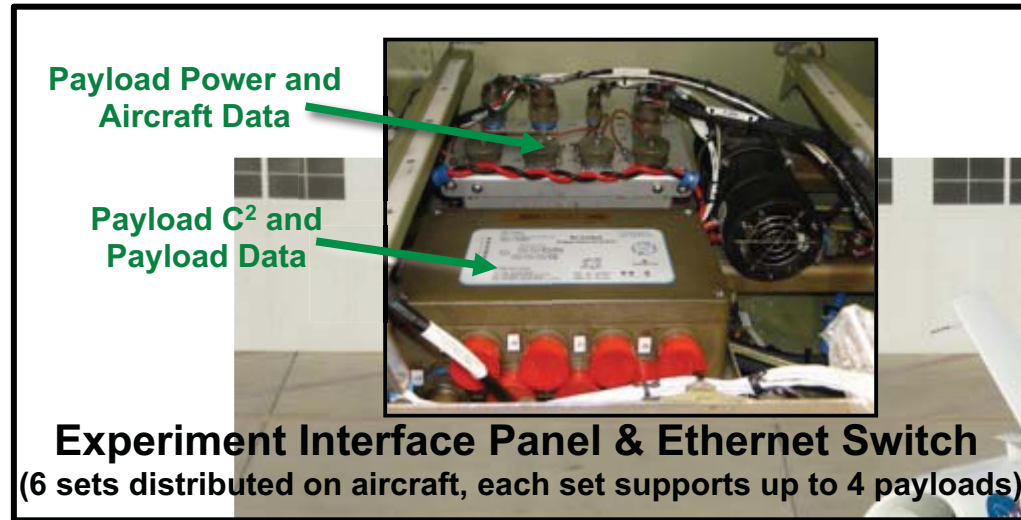 Payload Power and
Aircraft Data
Payload C² and
Payload Data
Experiment Interface Panel & Ethernet Switch
(6 sets distributed on aircraft, each set supports up to 4 payloads)